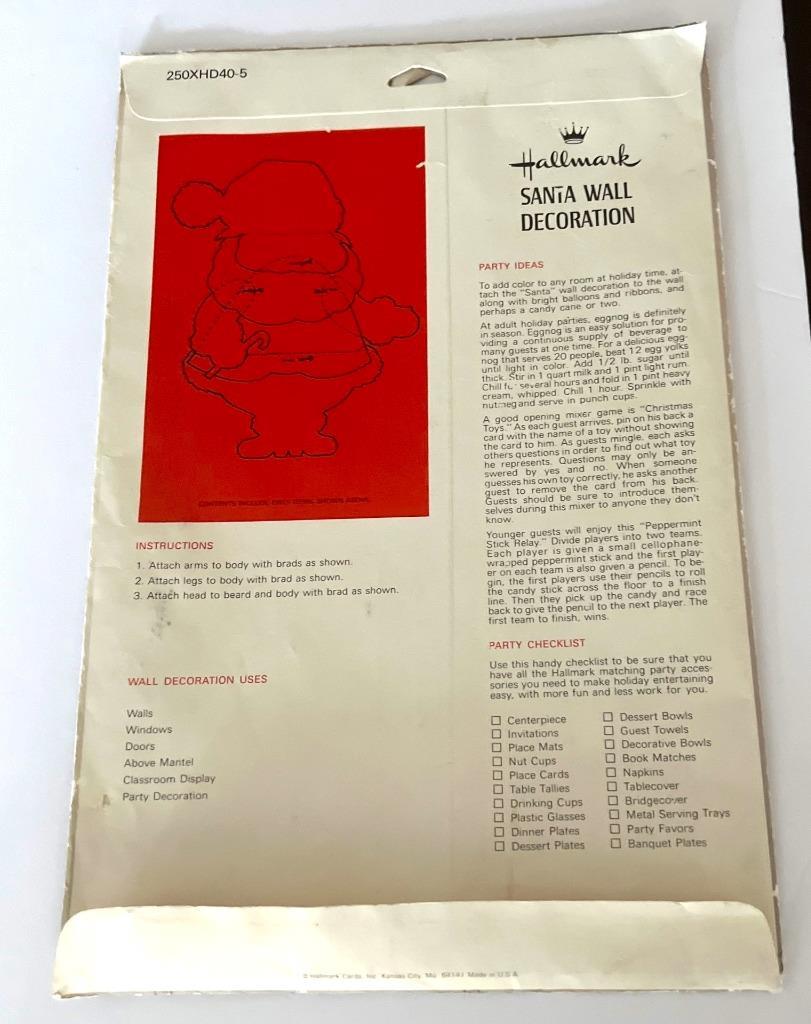 250XHD40-5
Hallmark
SANTA WALL
DECORATION
CONTENTS INCLUDE ONLY ITEMS SHOWN ABOVE.
INSTRUCTIONS
1. Attach arms to body with brads as shown.
2. Attach legs to body with brad as shown.
3. Attach head to beard and body with brad as shown.
WALL DECORATION USES
Walls
Windows
Doors
Above Mantel
Classroom Display
Party Decoration
PARTY IDEAS
To add color to any room at holiday time, at-
tach the "Santa" wall decoration to the wall
along with bright balloons and ribbons, and
perhaps a candy cane or two.
At adult holiday parties, eggnog is definitely
in season. Eggnog is an easy solution for pro-
viding a continuous supply of beverage to
many guests at one time. For a delicious egg-
nog that serves 20 people, beat 12 egg yolks
until light in color. Add 1/2 lb. sugar until
thick. Stir in 1 quart milk and 1 pint light rum.
Chill for several hours and fold in 1 pint heavy
cream, whipped. Chill 1 hour. Sprinkle with
nutmeg and serve in punch cups.
A good opening mixer game is "Christmas
Toys." As each guest arrives, pin on his back a
card with the name of a toy without showing
the card to him. As guests mingle, each asks
others questions in order to find out what toy
he represents. Questions may only be an-
swered by yes and no. When someone
guesses his own toy correctly, he asks another
guest to remove the card from his back.
Guests should be sure to introduce them-
selves during this mixer to anyone they don't
know.
Younger guests will enjoy this "Peppermint
Stick Relay." Divide players into two teams.
Each player is given a small cellophane-
wrapped peppermint stick and the first play-
er on each team is also given a pencil. To be-
gin, the first players use their pencils to roll
the candy stick across the floor to a finish
line. Then they pick up the candy and race
back to give the pencil to the next player. The
first team to finish, wins.
PARTY CHECKLIST
Use this handy checklist to be sure that you
have all the Hallmark matching party acces-
sories you need to make holiday entertaining
easy, with more fun and less work for you.
Centerpiece
Invitations
Place Mats
Nut Cups
Place Cards
Table Tallies
Drinking Cups
Plastic Glasses
Dinner Plates
Dessert Plates
Dessert Bowls
Guest Towels
Decorative Bowls
Book Matches
Napkins
Tablecover
Bridgecover
Metal Serving Trays
Party Favors
Banquet Plates
© Hallmark Cards, Inc. Kansas City, Mo. 64141 Made in U.S.A.